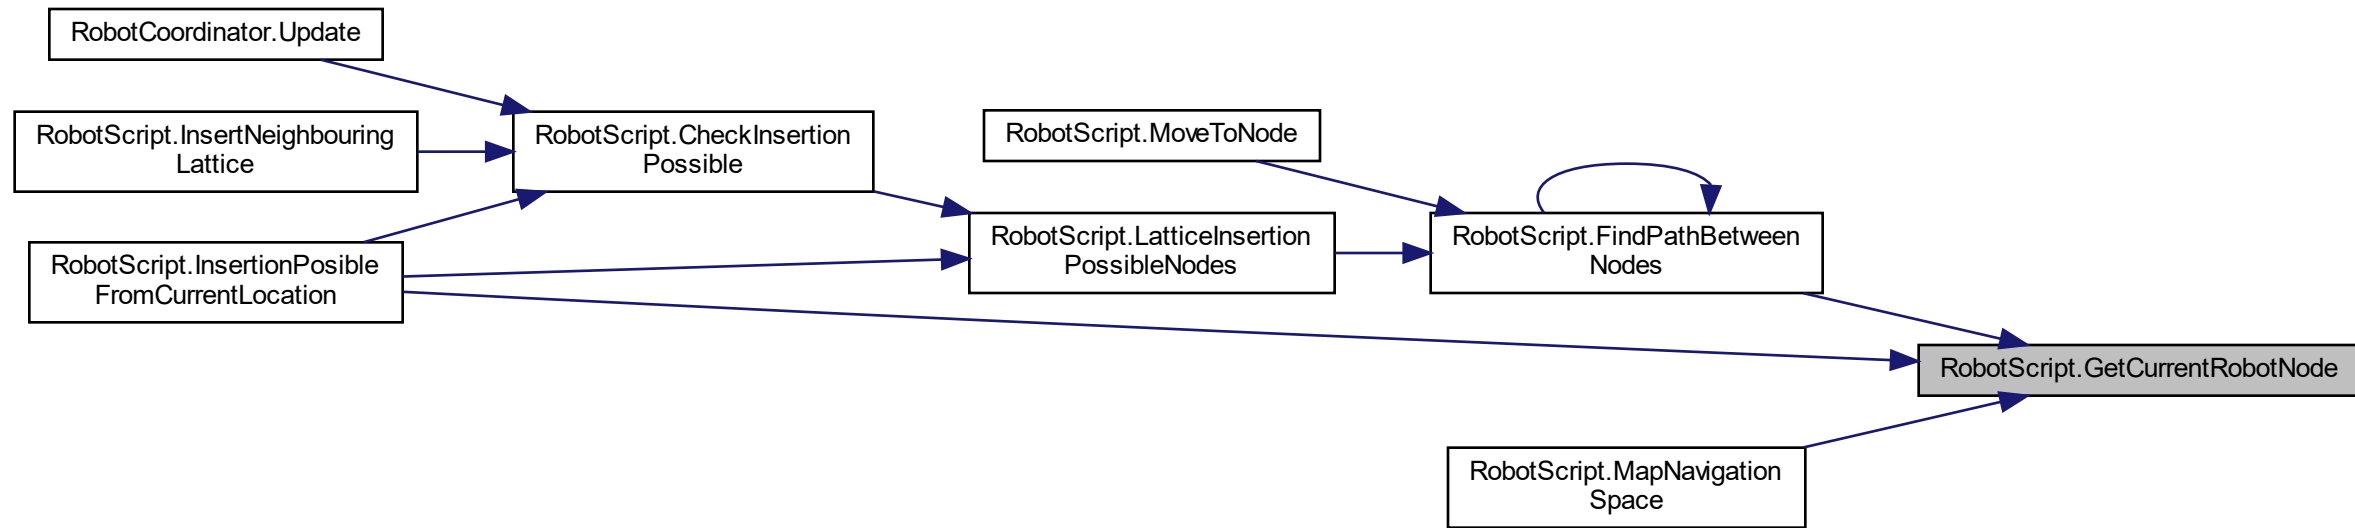 RobotCoordinator.Update
RobotScript.InsertNeighbouring
Lattice
RobotScript.CheckInsertion
Possible
RobotScript.InsertionPosible
FromCurrentLocation
RobotScript.MoveToNode
RobotScript.LatticeInsertion
PossibleNodes
RobotScript.FindPathBetween
Nodes
RobotScript.GetCurrentRobotNode
RobotScript.MapNavigation
Space